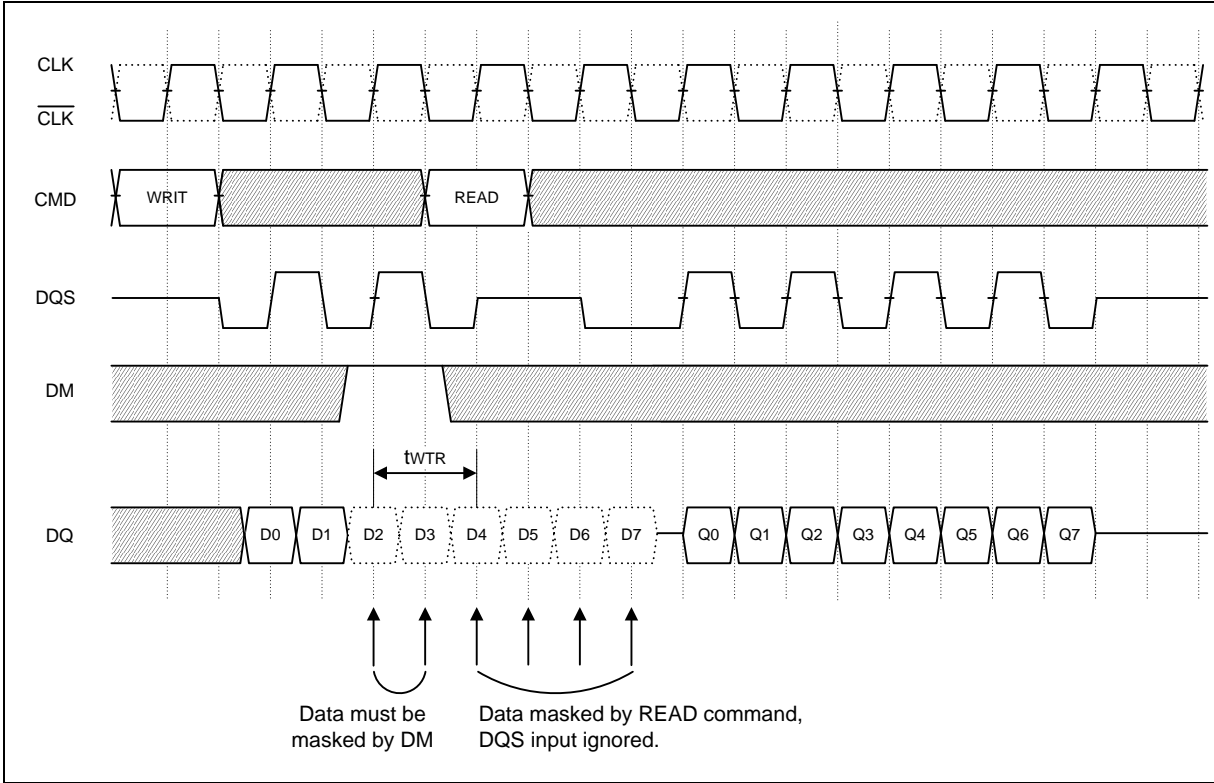 CLK
CLK
CMD WRIT READ
DQS
DM
tWTR
DQ D0 D1 D2 D3 D4 D5 D6 D7 Q0 Q1 Q2 Q3 Q4 Q5 Q6 Q7
Data must be
masked by DM
Data masked by READ command,
DQS input ignored.